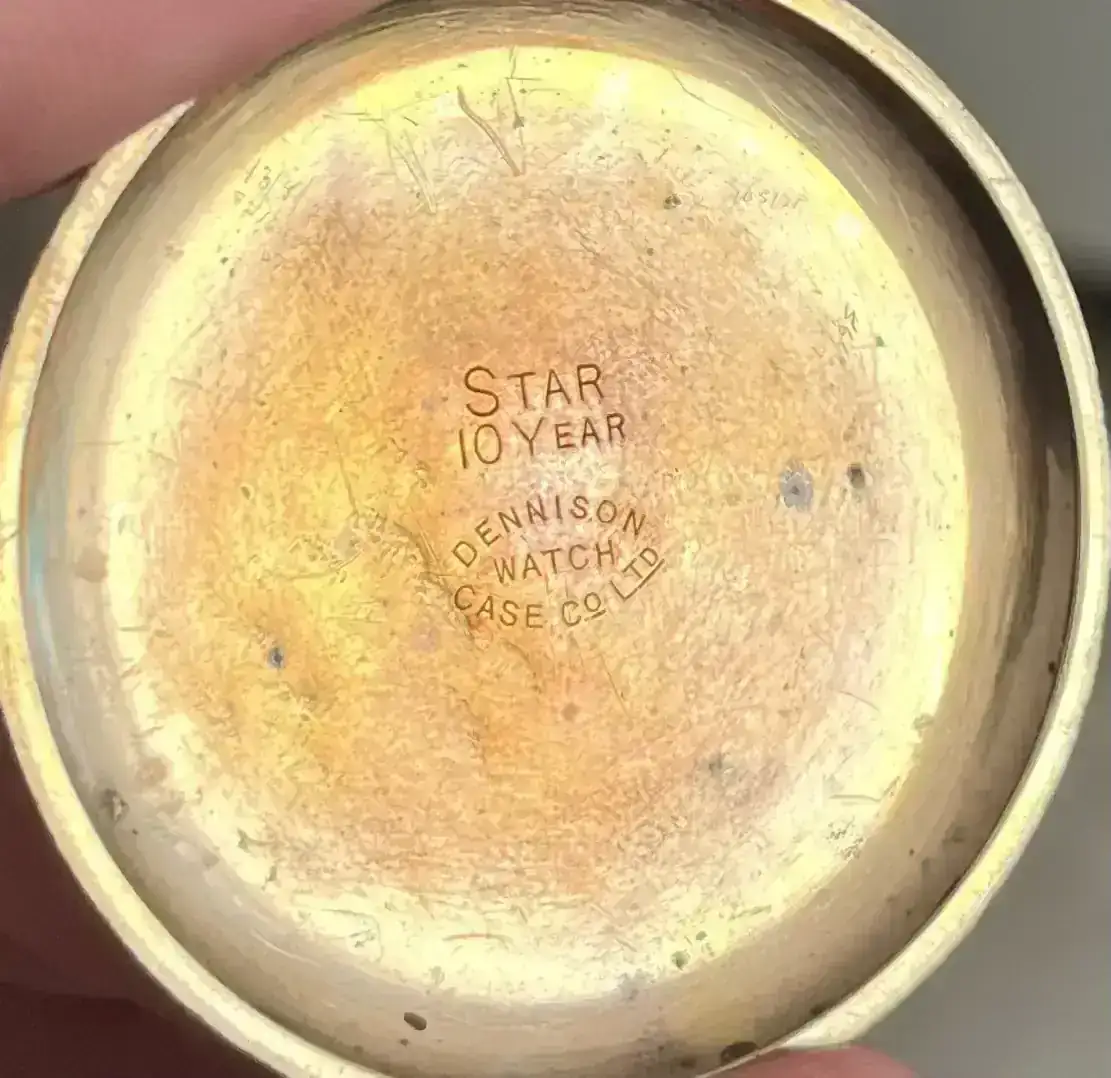 STAR
10 YEAR
DENNISON
WATCH
CASE Co LTD